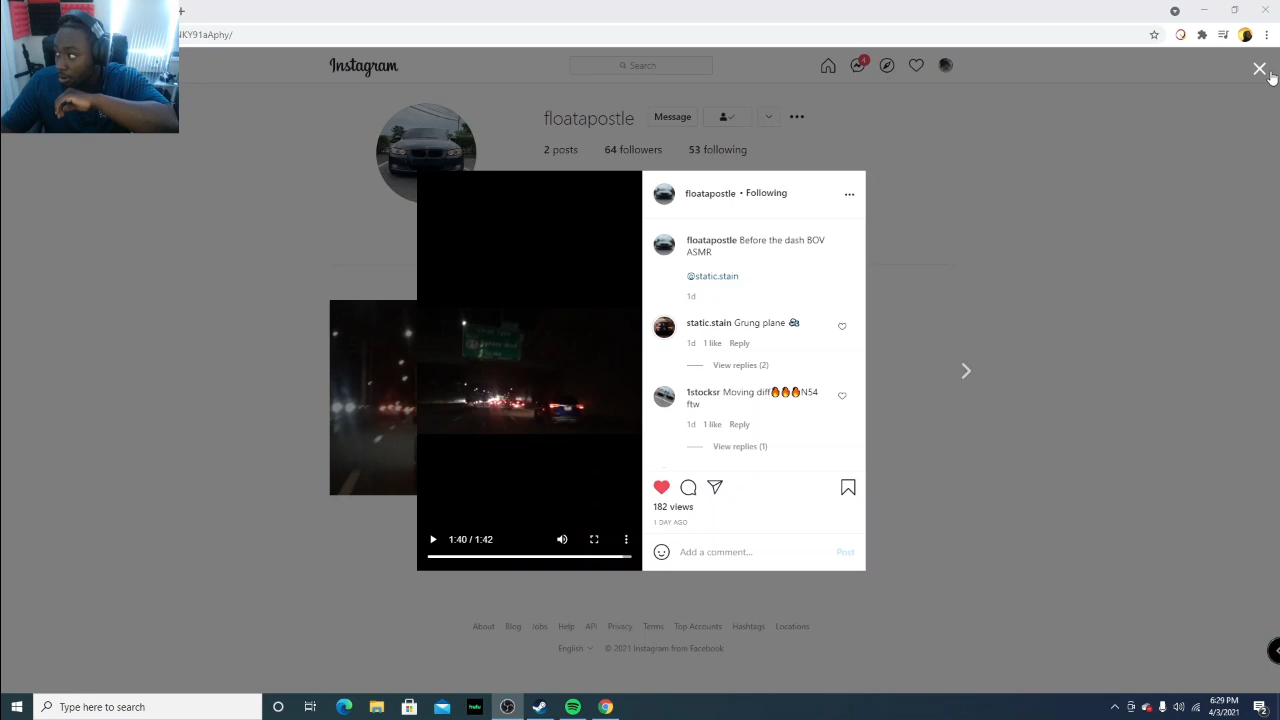 KY91aAphy/
Instagram
Search
4
floatapostle
Message
2 posts 64 followers 53 following
floatapostle • Following
floatapostle Before the dash BOV
ASMR
@static.stain
1d
static.stain Grung plane
1d 1 like Reply
View replies (2)
1stocksr Moving diff🔥🔥🔥N54
ftw
1d 1 like Reply
View replies (1)
182 views
1 DAY AGO
1:40 / 1:42
Add a comment... Post
About Blog Jobs Help API Privacy Terms Top Accounts Hashtags Locations
English © 2021 Instagram from Facebook
Type here to search
hulu
6:29 PM
4/3/2021
2